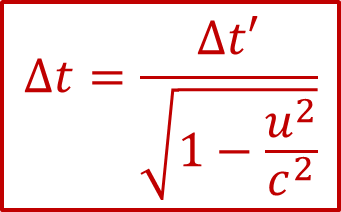 Δt = Δt′ / √(1 − u²/c²)